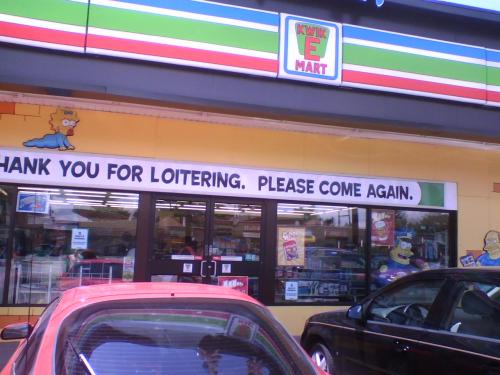 KWIK
E
MART
HANK YOU FOR LOITERING. PLEASE COME AGAIN.